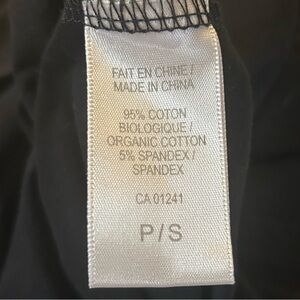 FAIT EN CHINE /
MADE IN CHINA
95% COTON
BIOLOGIQUE /
ORGANIC COTTON
5% SPANDEX /
SPANDEX
CA 01241
P/S